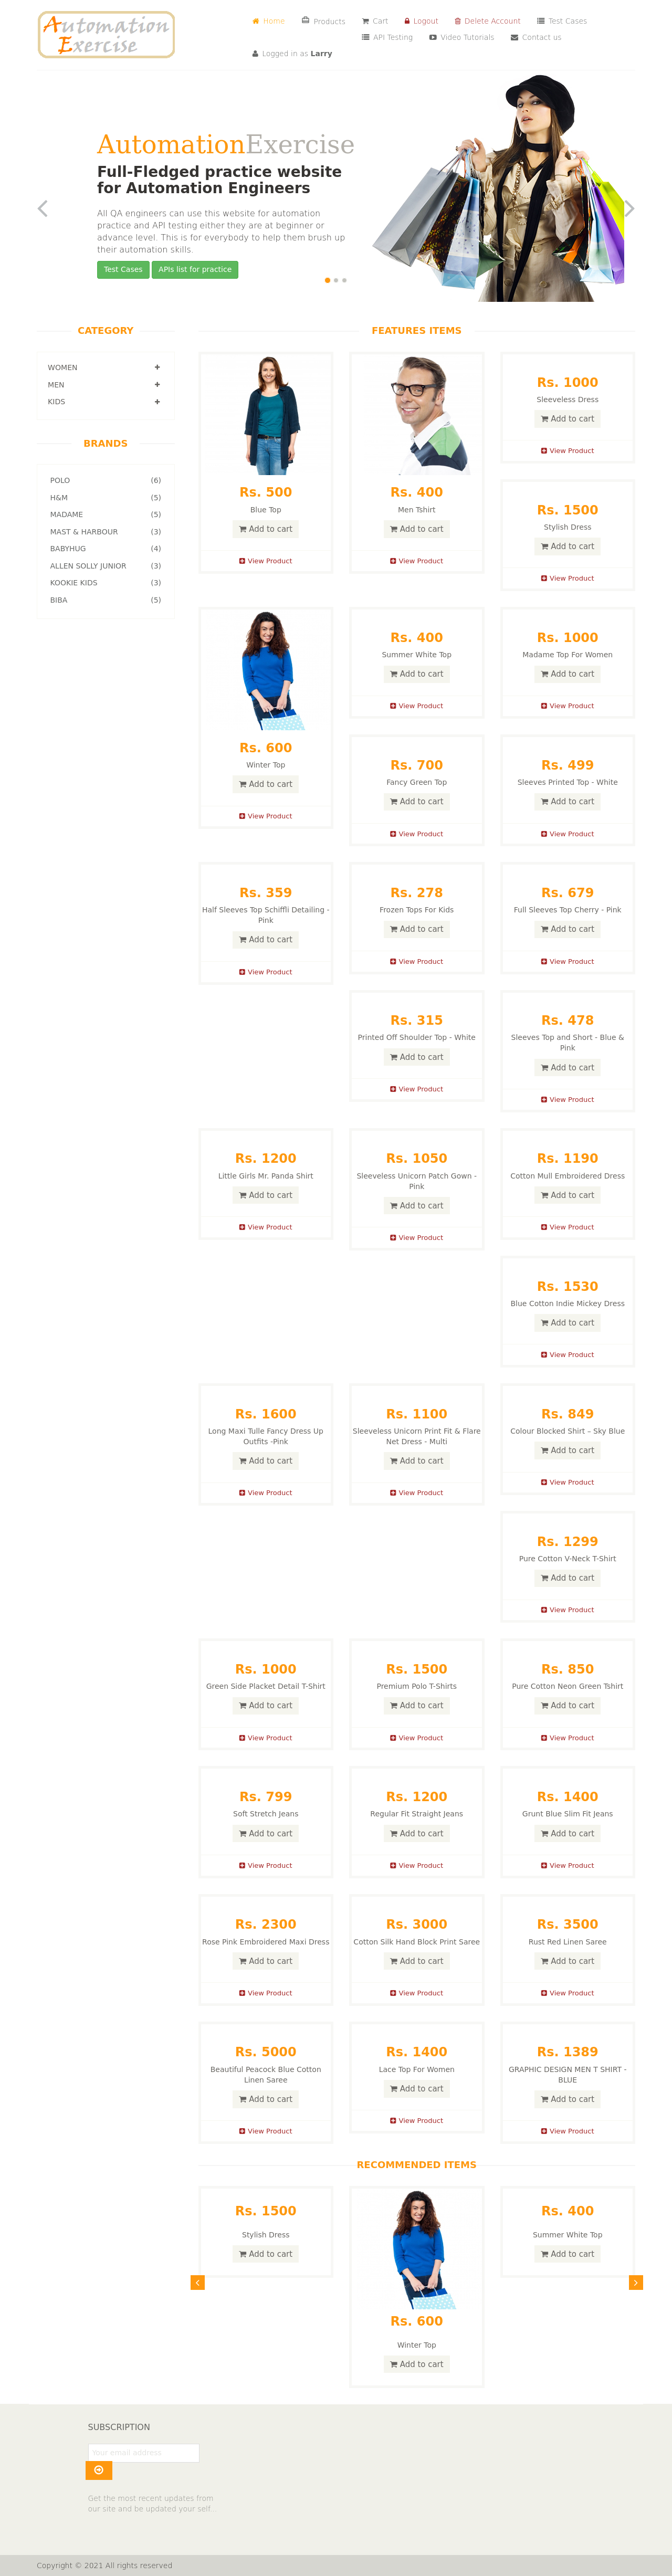 Automation
Exercise
Home
Products
Cart
Logout
Delete Account
Test Cases
API Testing
Video Tutorials
Contact us
Logged in as Larry
AutomationExercise
Full-Fledged practice website
for Automation Engineers
All QA engineers can use this website for automation
practice and API testing either they are at beginner or
advance level. This is for everybody to help them brush up
their automation skills.
Test Cases
APIs list for practice
CATEGORY
WOMEN
MEN
KIDS
BRANDS
POLO (6)
H&M (5)
MADAME (5)
MAST & HARBOUR (3)
BABYHUG (4)
ALLEN SOLLY JUNIOR (3)
KOOKIE KIDS (3)
BIBA (5)
FEATURES ITEMS
Rs. 500
Blue Top
Add to cart
View Product
Rs. 400
Men Tshirt
Add to cart
View Product
Rs. 1000
Sleeveless Dress
Add to cart
View Product
Rs. 1500
Stylish Dress
Add to cart
View Product
Rs. 600
Winter Top
Add to cart
View Product
Rs. 400
Summer White Top
Add to cart
View Product
Rs. 1000
Madame Top For Women
Add to cart
View Product
Rs. 700
Fancy Green Top
Add to cart
View Product
Rs. 499
Sleeves Printed Top - White
Add to cart
View Product
Rs. 359
Half Sleeves Top Schiffli Detailing -
Pink
Add to cart
View Product
Rs. 278
Frozen Tops For Kids
Add to cart
View Product
Rs. 679
Full Sleeves Top Cherry - Pink
Add to cart
View Product
Rs. 315
Printed Off Shoulder Top - White
Add to cart
View Product
Rs. 478
Sleeves Top and Short - Blue &
Pink
Add to cart
View Product
Rs. 1200
Little Girls Mr. Panda Shirt
Add to cart
View Product
Rs. 1050
Sleeveless Unicorn Patch Gown -
Pink
Add to cart
View Product
Rs. 1190
Cotton Mull Embroidered Dress
Add to cart
View Product
Rs. 1530
Blue Cotton Indie Mickey Dress
Add to cart
View Product
Rs. 1600
Long Maxi Tulle Fancy Dress Up
Outfits -Pink
Add to cart
View Product
Rs. 1100
Sleeveless Unicorn Print Fit & Flare
Net Dress - Multi
Add to cart
View Product
Rs. 849
Colour Blocked Shirt – Sky Blue
Add to cart
View Product
Rs. 1299
Pure Cotton V-Neck T-Shirt
Add to cart
View Product
Rs. 1000
Green Side Placket Detail T-Shirt
Add to cart
View Product
Rs. 1500
Premium Polo T-Shirts
Add to cart
View Product
Rs. 850
Pure Cotton Neon Green Tshirt
Add to cart
View Product
Rs. 799
Soft Stretch Jeans
Add to cart
View Product
Rs. 1200
Regular Fit Straight Jeans
Add to cart
View Product
Rs. 1400
Grunt Blue Slim Fit Jeans
Add to cart
View Product
Rs. 2300
Rose Pink Embroidered Maxi Dress
Add to cart
View Product
Rs. 3000
Cotton Silk Hand Block Print Saree
Add to cart
View Product
Rs. 3500
Rust Red Linen Saree
Add to cart
View Product
Rs. 5000
Beautiful Peacock Blue Cotton
Linen Saree
Add to cart
View Product
Rs. 1400
Lace Top For Women
Add to cart
View Product
Rs. 1389
GRAPHIC DESIGN MEN T SHIRT -
BLUE
Add to cart
View Product
RECOMMENDED ITEMS
Rs. 1500
Stylish Dress
Add to cart
Rs. 600
Winter Top
Add to cart
Rs. 400
Summer White Top
Add to cart
SUBSCRIPTION
Your email address
Get the most recent updates from
our site and be updated your self...
Copyright © 2021 All rights reserved